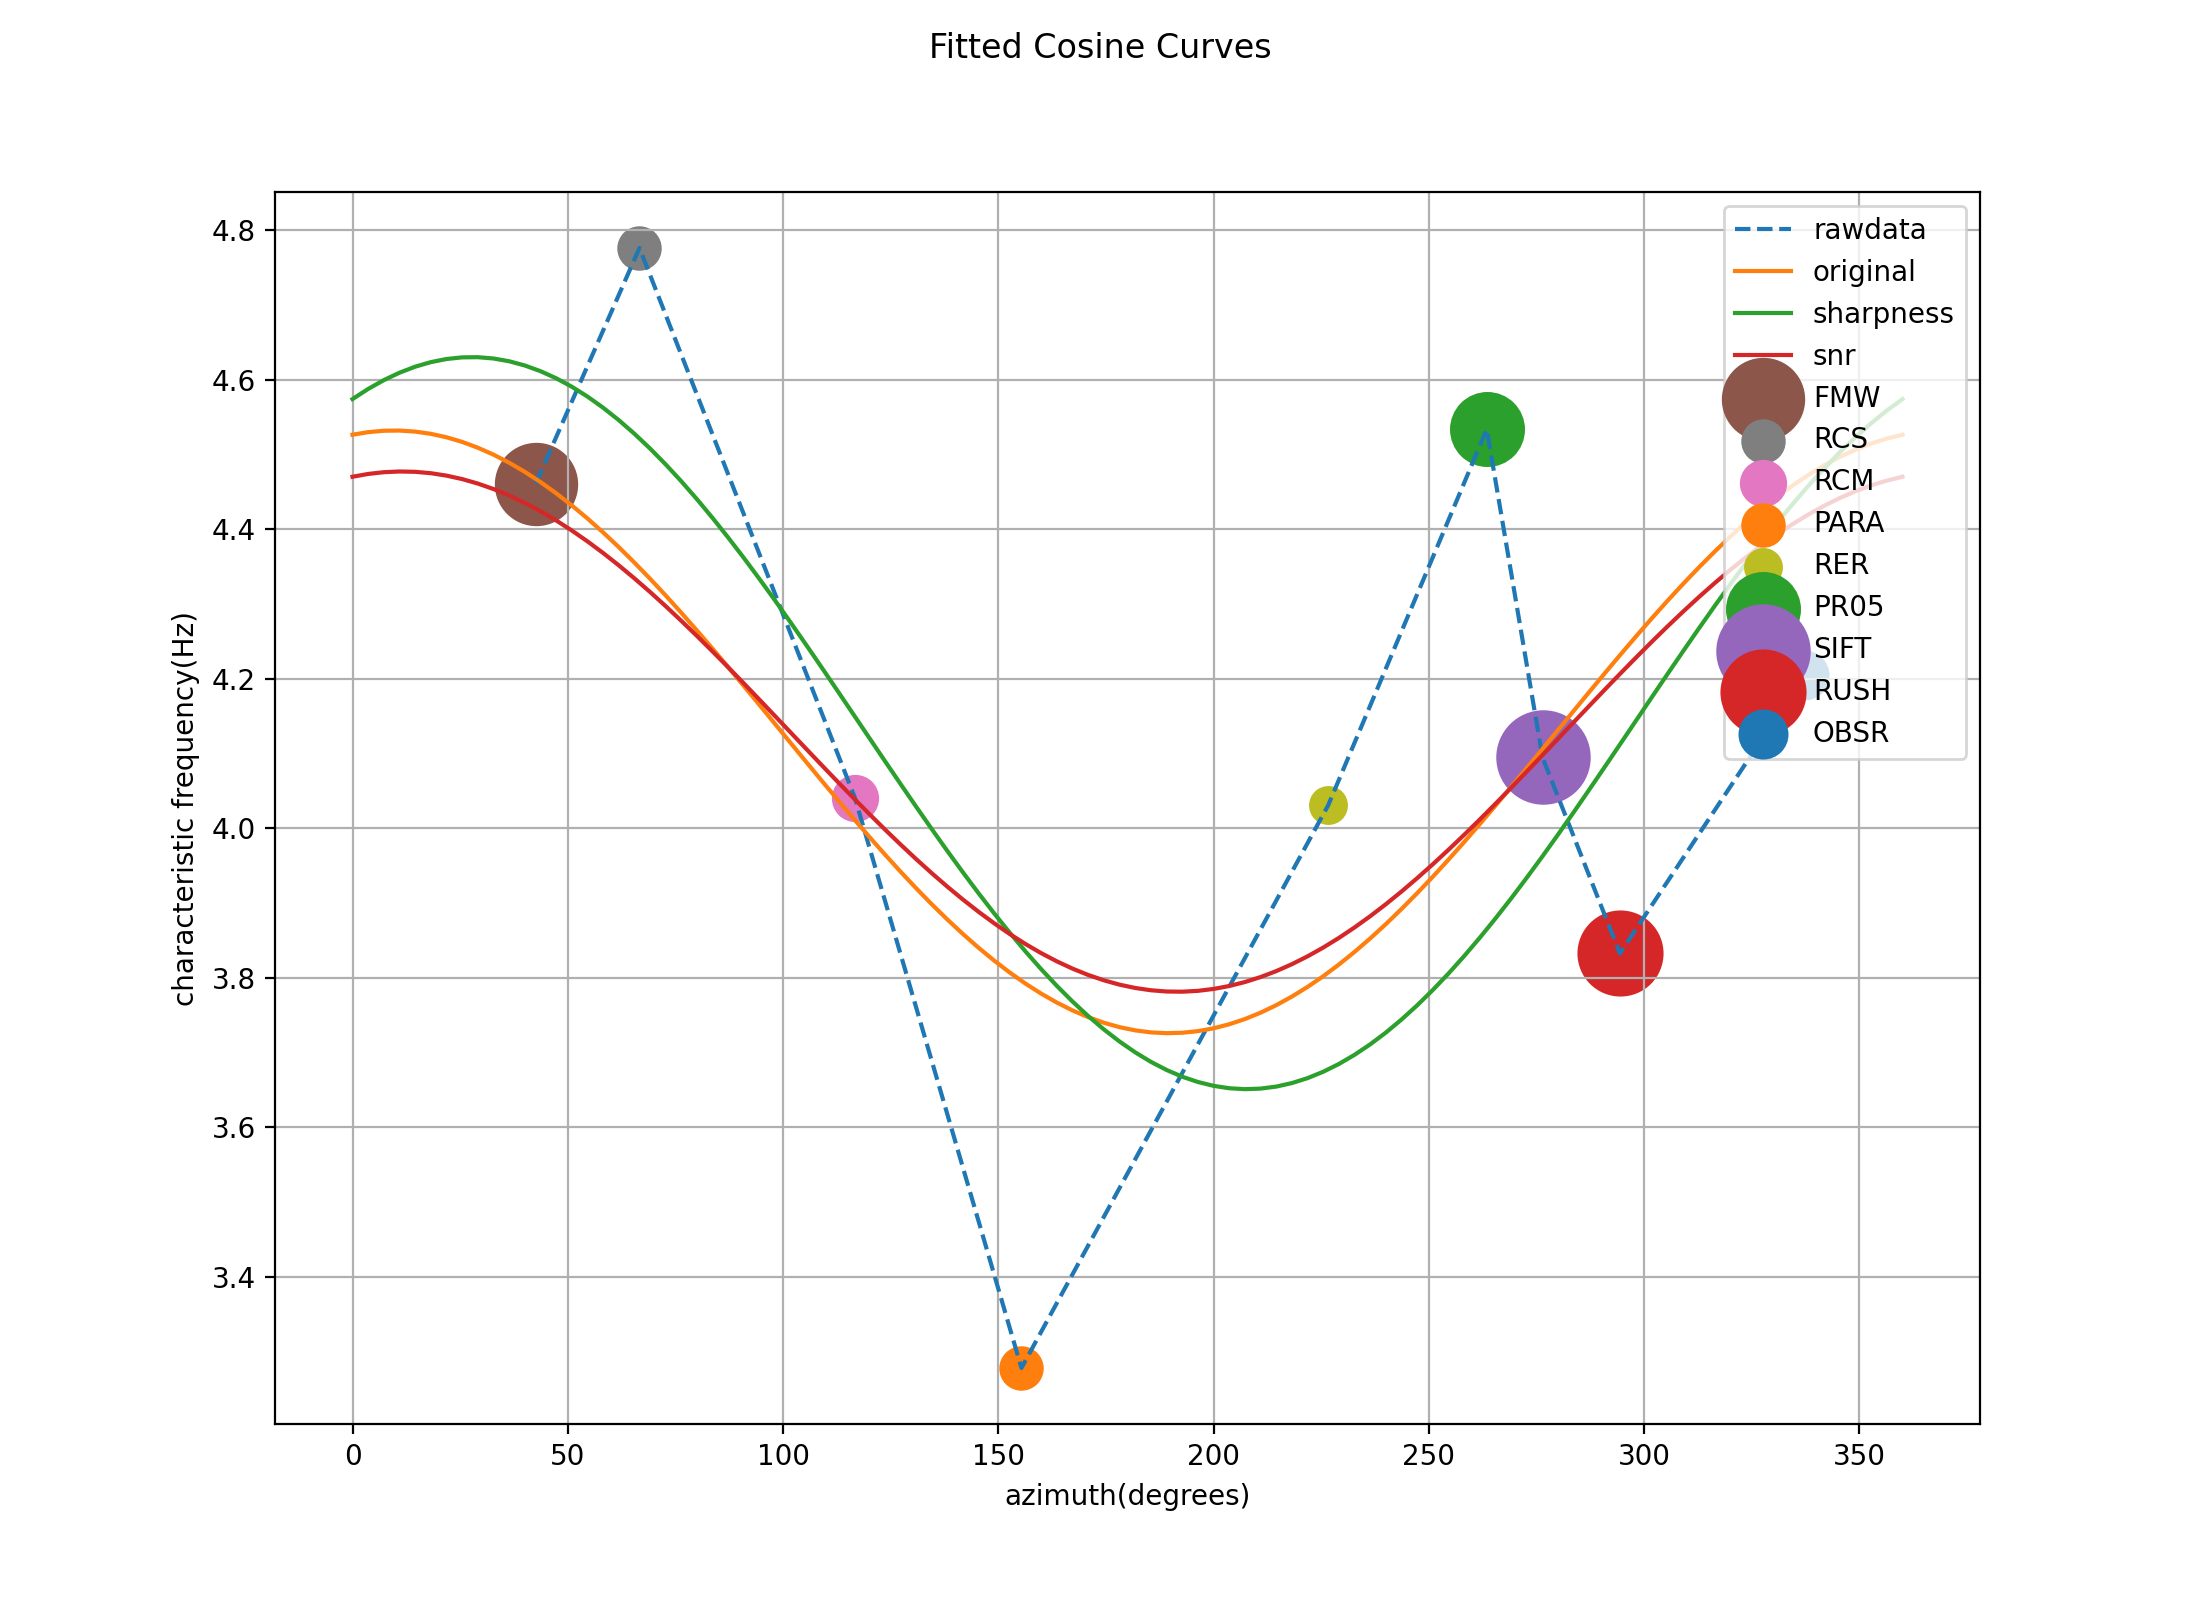 Fitted Cosine Curves
4.8
4.6
4.4
4.2
4.0
3.8
3.6
3.4
characteristic frequency(Hz)
0 50 100 150 200 250 300 350
azimuth(degrees)
rawdata
original
sharpness
snr
FMW
RCS
RCM
PARA
RER
PR05
SIFT
RUSH
OBSR